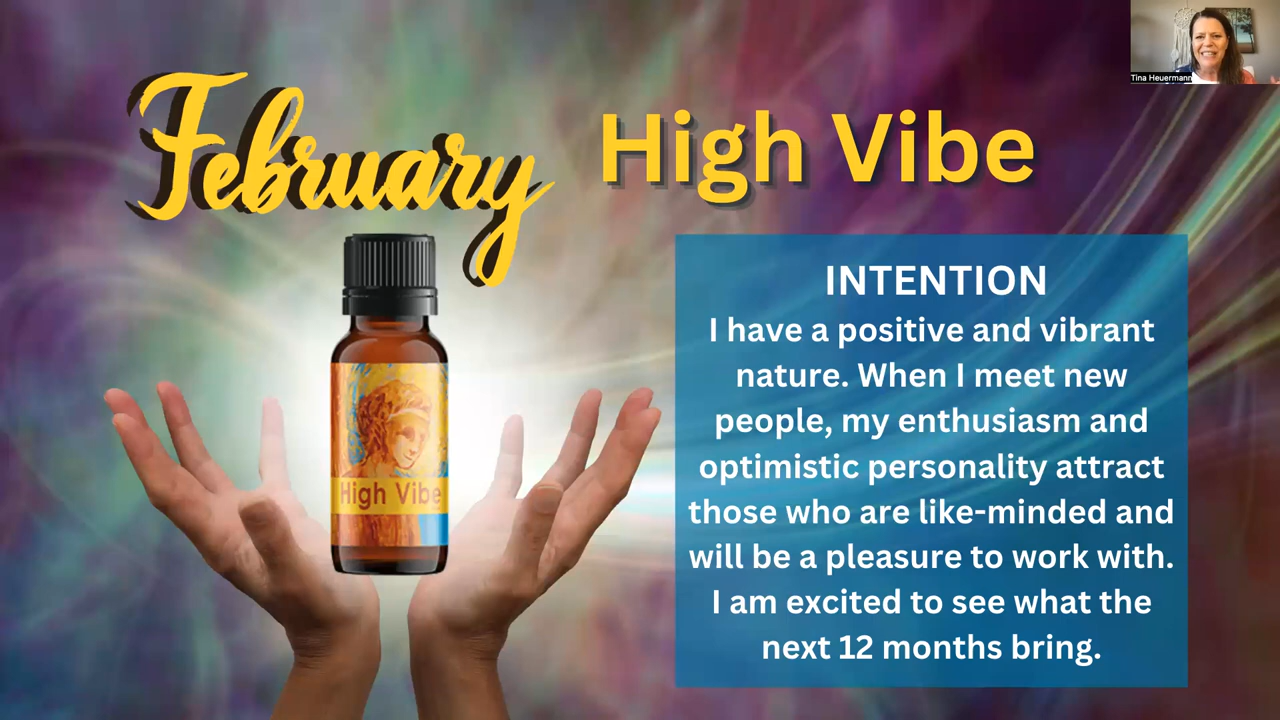 Tina Heuermann
February
High Vibe
High Vibe
INTENTION
I have a positive and vibrant
nature. When I meet new
people, my enthusiasm and
optimistic personality attract
those who are like-minded and
will be a pleasure to work with.
I am excited to see what the
next 12 months bring.